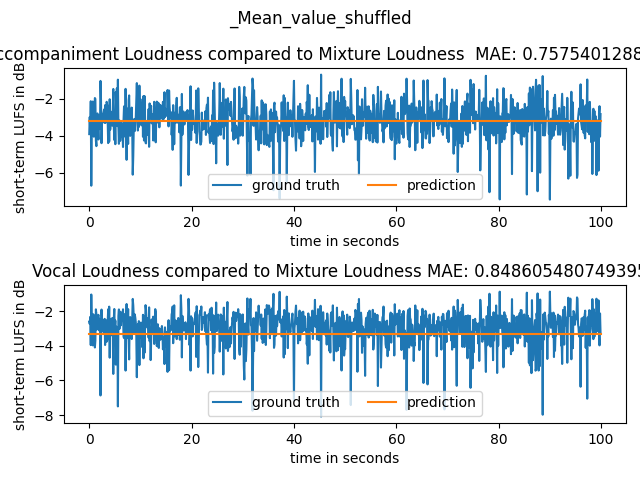 _Mean_value_shuffled
ccompaniment Loudness compared to Mixture Loudness  MAE: 0.7575401288
short-term LUFS in dB
−2
−4
−6
ground truth
prediction
0
20
40
60
80
100
time in seconds
Vocal Loudness compared to Mixture Loudness MAE: 0.848605480749395
short-term LUFS in dB
−2
−4
−6
−8
ground truth
prediction
0
20
40
60
80
100
time in seconds